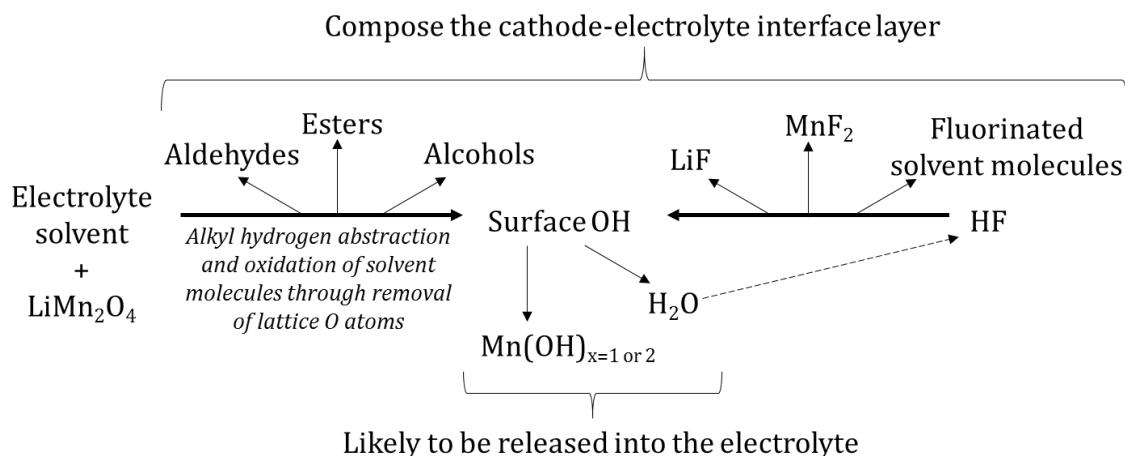 Compose the cathode-electrolyte interface layer
Esters
Aldehydes
Alcohols
MnF₂
LiF
Fluorinated
solvent molecules
Electrolyte
solvent
+
LiMn₂O₄
Alkyl hydrogen abstraction
and oxidation of solvent
molecules through removal
of lattice O atoms
Surface OH
HF
H₂O
Mn(OH)ₓ₌₁ or ₂
Likely to be released into the electrolyte